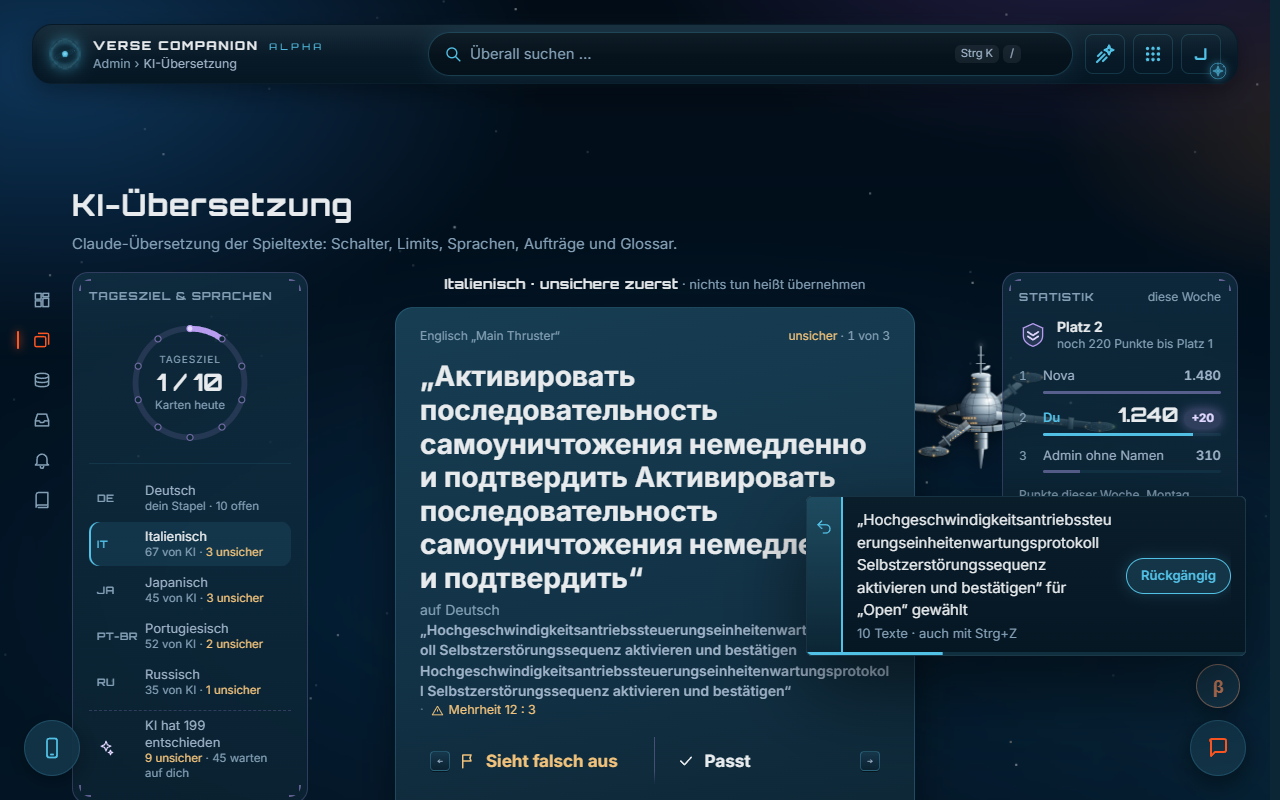 VERSE COMPANION ALPHA
Admin › KI-Übersetzung
Überall suchen ...
Strg K /
KI-Übersetzung
Claude-Übersetzung der Spieltexte: Schalter, Limits, Sprachen, Aufträge und Glossar.
TAGESZIEL & SPRACHEN
TAGESZIEL
1 / 10
Karten heute
DE Deutsch
dein Stapel · 10 offen
IT Italienisch
67 von KI · 3 unsicher
JA Japanisch
45 von KI · 3 unsicher
PT-BR Portugiesisch
52 von KI · 2 unsicher
RU Russisch
35 von KI · 1 unsicher
KI hat 199
entschieden
9 unsicher · 45 warten
auf dich
Italienisch · unsichere zuerst · nichts tun heißt übernehmen
Englisch „Main Thruster“ unsicher · 1 von 3
„Активировать
последовательность
самоуничтожения немедленно
и подтвердить Активировать
последовательность
самоуничтожения немедле
и подтвердить“
auf Deutsch
„Hochgeschwindigkeitsantriebssteuerungseinheitenwart
oll Selbstzerstörungssequenz aktivieren und bestätigen
Hochgeschwindigkeitsantriebssteuerungseinheitenwartungsprotokol
l Selbstzerstörungssequenz aktivieren und bestätigen“
· Mehrheit 12 : 3
Sieht falsch aus
Passt
STATISTIK diese Woche
Platz 2
noch 220 Punkte bis Platz 1
1 Nova 1.480
2 Du 1.240 +20
3 Admin ohne Namen 310
Punkte dieser Woche, Montag
„Hochgeschwindigkeitsantriebssteu
erungseinheitenwartungsprotokoll
Selbstzerstörungssequenz
aktivieren und bestätigen“ für
„Open“ gewählt
10 Texte · auch mit Strg+Z
Rückgängig
β